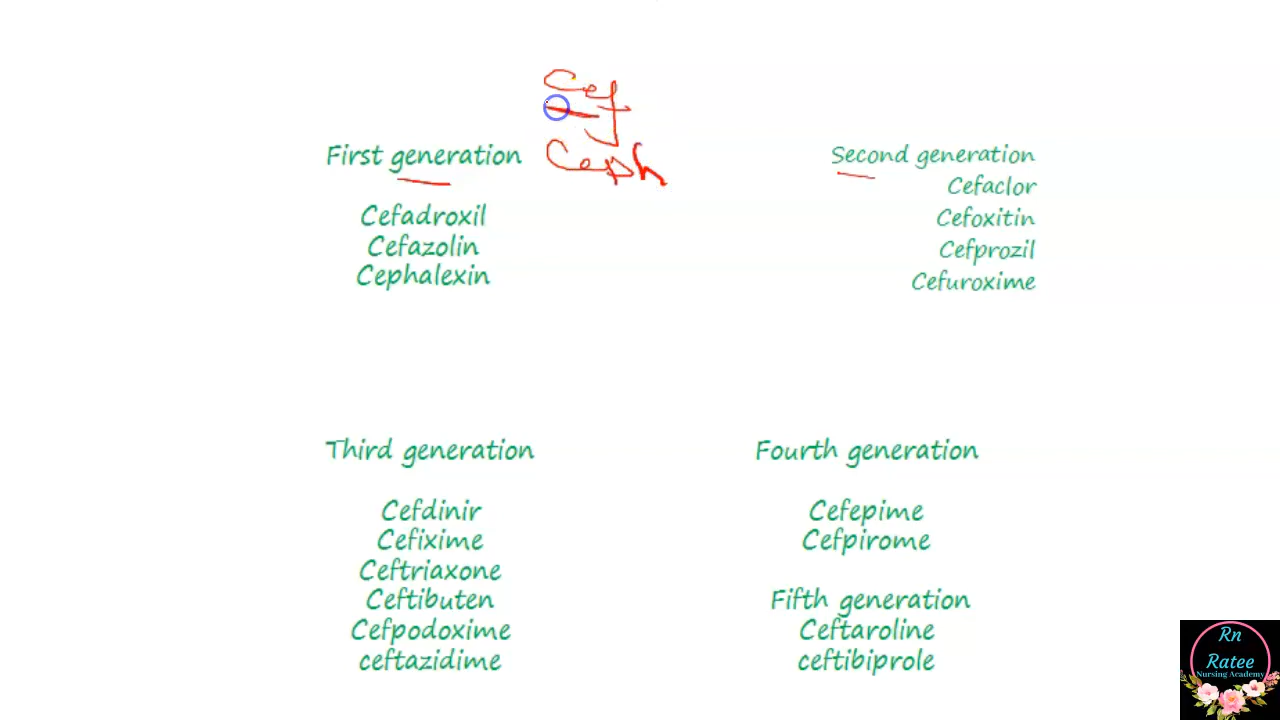 Cef
Ceph
First generation
Cefadroxil
Cefazolin
Cephalexin
Second generation
Cefaclor
Cefoxitin
Cefprozil
Cefuroxime
Third generation
Cefdinir
Cefixime
Ceftriaxone
Ceftibuten
Cefpodoxime
ceftazidime
Fourth generation
Cefepime
Cefpirome
Fifth generation
Ceftaroline
ceftibiprole
Rn
Ratee
Nursing Academy